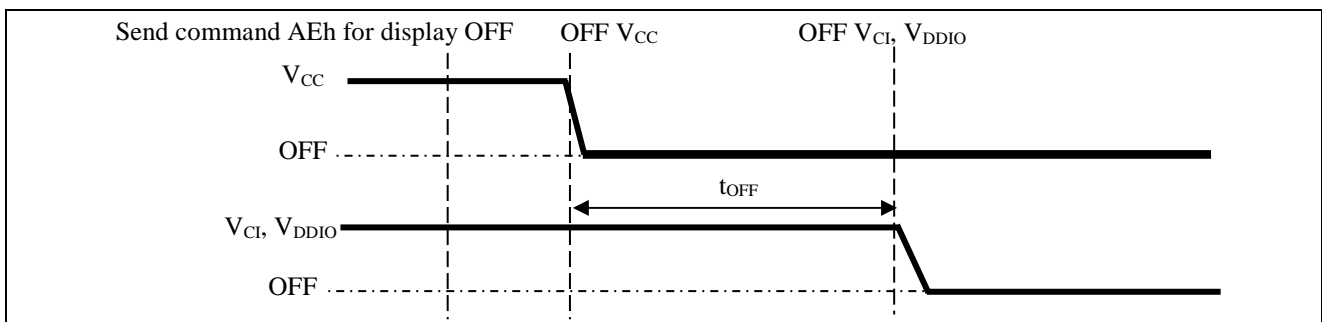 Send command AEh for display OFF OFF VCC OFF VCI, VDDIO
VCC
OFF
tOFF
VCI, VDDIO
OFF